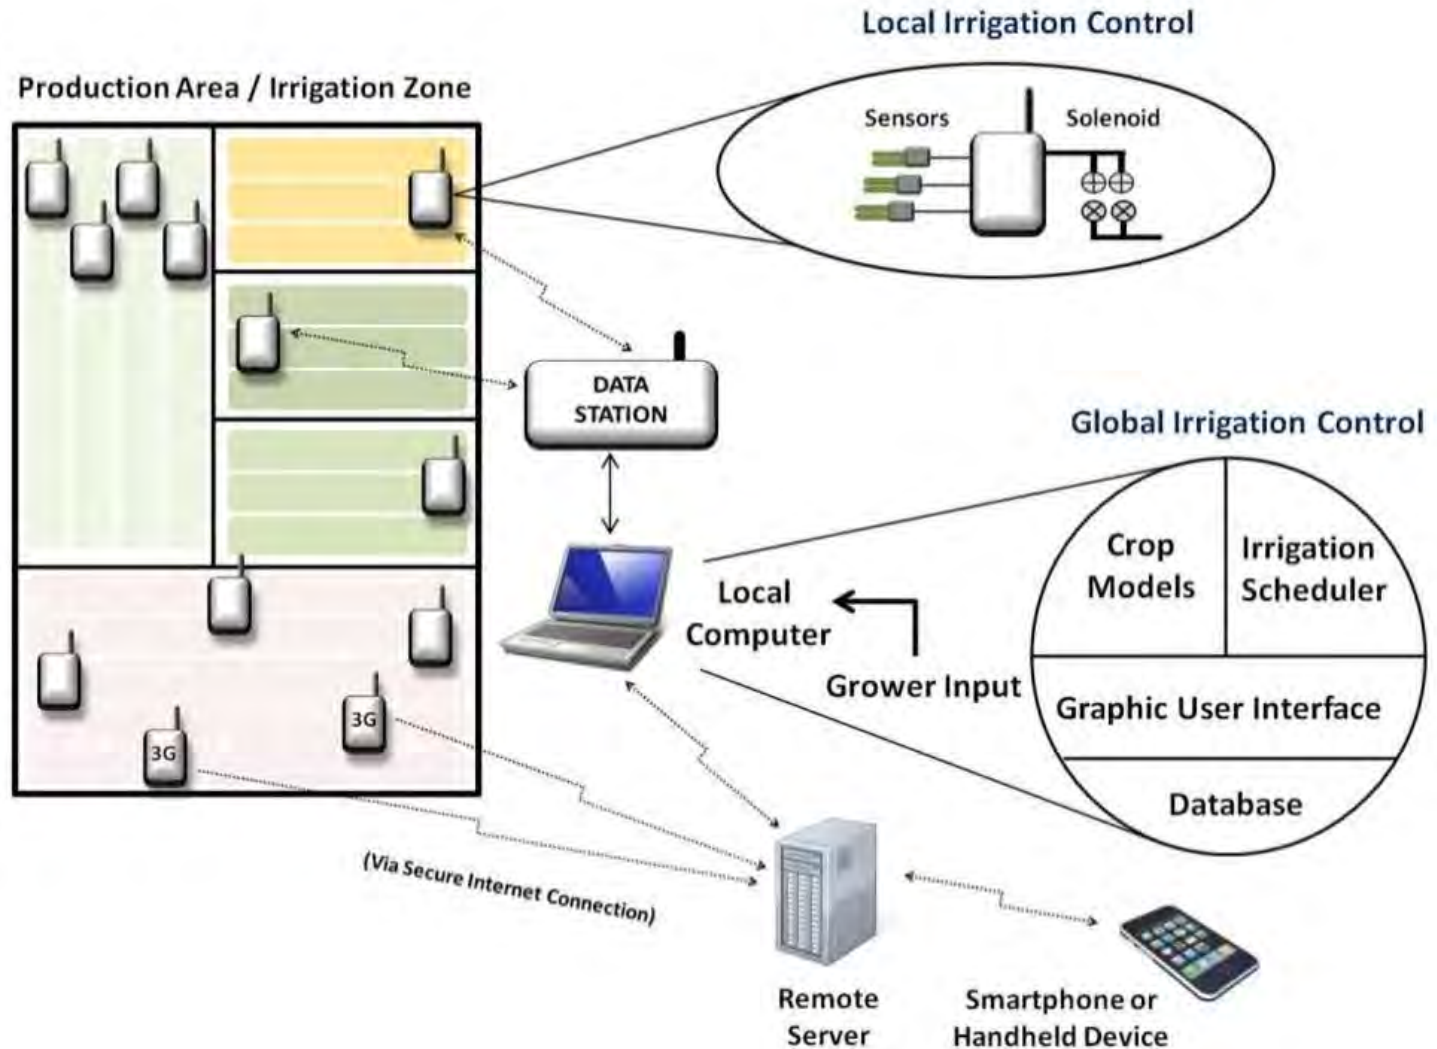 Local Irrigation Control
Production Area / Irrigation Zone
Sensors
Solenoid
DATA
STATION
Global Irrigation Control
Crop
Models
Irrigation
Scheduler
Local
Computer
Grower Input
Graphic User Interface
3G
3G
Database
(Via Secure Internet Connection)
Remote
Server
Smartphone or
Handheld Device